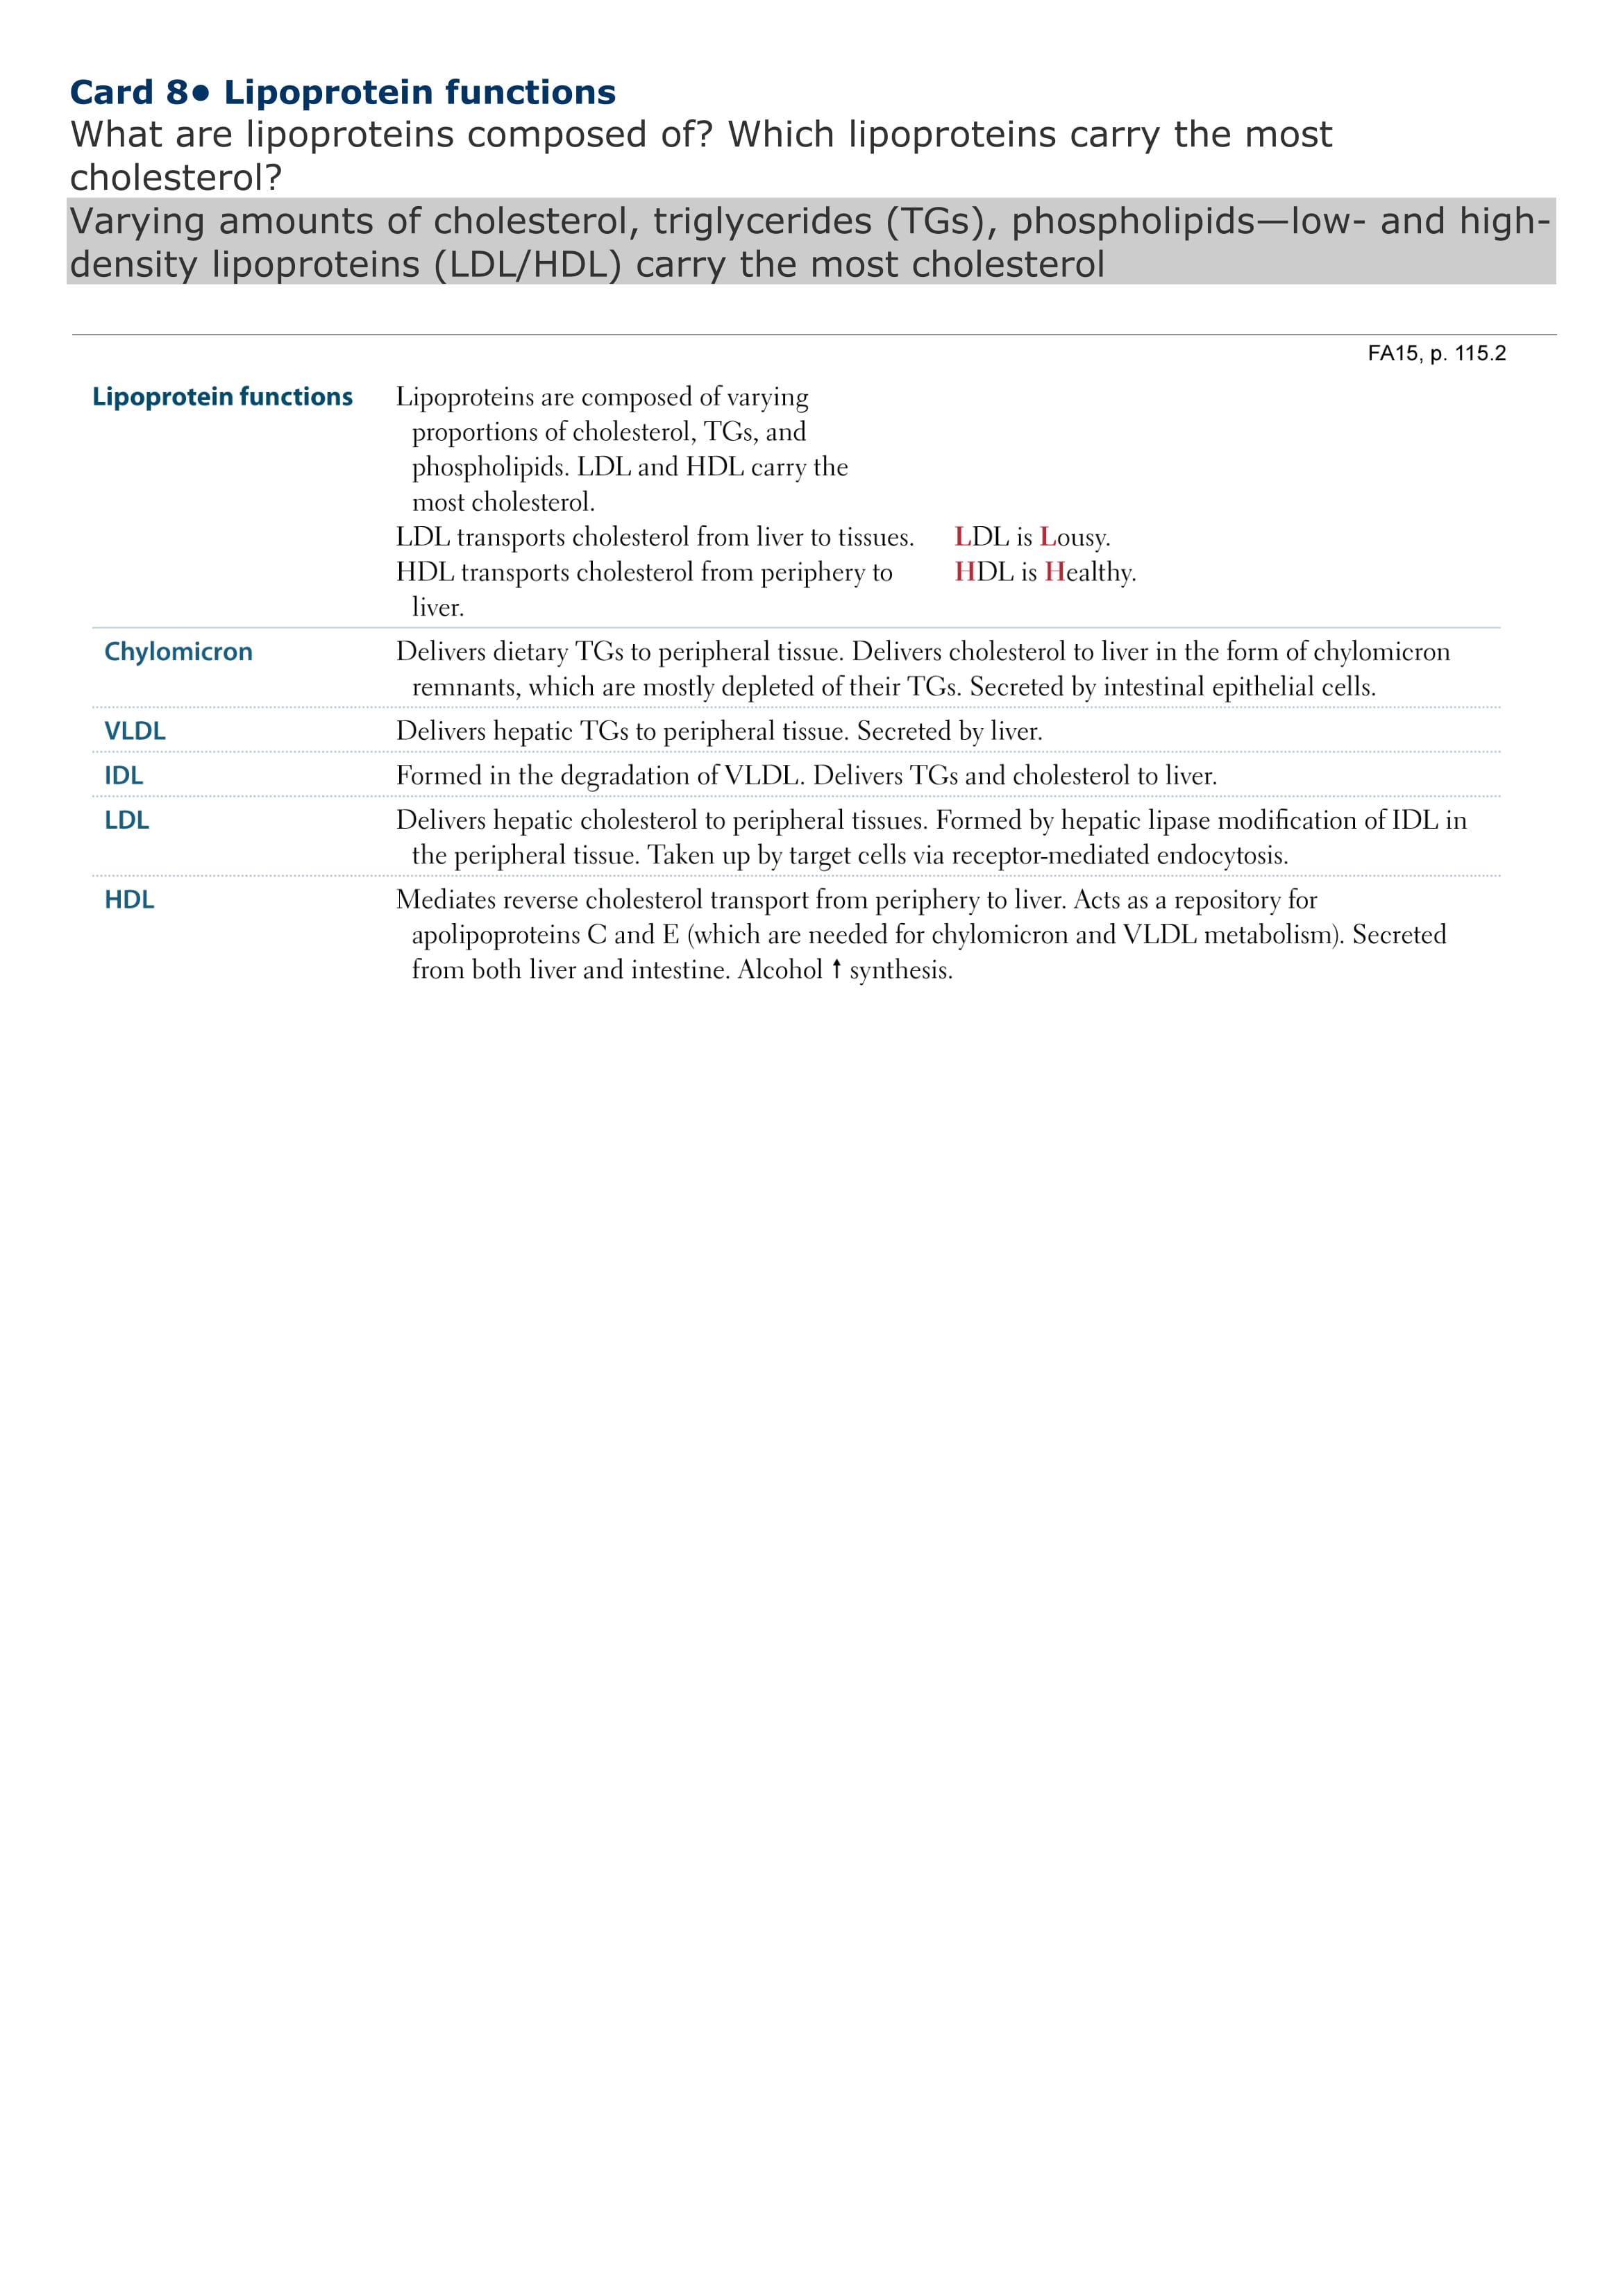 Card 8• Lipoprotein functions
What are lipoproteins composed of? Which lipoproteins carry the most
cholesterol?
Varying amounts of cholesterol, triglycerides (TGs), phospholipids—low- and high-
density lipoproteins (LDL/HDL) carry the most cholesterol
FA15, p. 115.2
Lipoprotein functions
Lipoproteins are composed of varying
proportions of cholesterol, TGs, and
phospholipids. LDL and HDL carry the
most cholesterol.
LDL transports cholesterol from liver to tissues.
LDL is Lousy.
HDL transports cholesterol from periphery to
liver.
HDL is Healthy.
Chylomicron
Delivers dietary TGs to peripheral tissue. Delivers cholesterol to liver in the form of chylomicron
remnants, which are mostly depleted of their TGs. Secreted by intestinal epithelial cells.
VLDL
Delivers hepatic TGs to peripheral tissue. Secreted by liver.
IDL
Formed in the degradation of VLDL. Delivers TGs and cholesterol to liver.
LDL
Delivers hepatic cholesterol to peripheral tissues. Formed by hepatic lipase modification of IDL in
the peripheral tissue. Taken up by target cells via receptor-mediated endocytosis.
HDL
Mediates reverse cholesterol transport from periphery to liver. Acts as a repository for
apolipoproteins C and E (which are needed for chylomicron and VLDL metabolism). Secreted
from both liver and intestine. Alcohol ↑ synthesis.